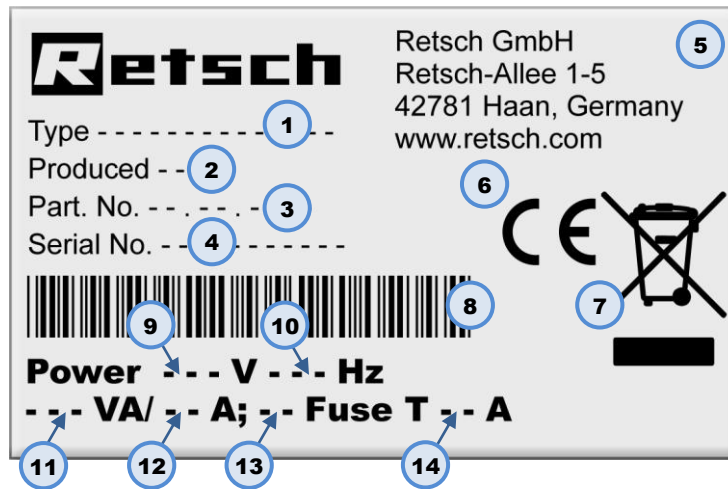 Retsch
Retsch GmbH
Retsch-Allee 1-5
42781 Haan, Germany
www.retsch.com
5
Type - - - - - - - - - - - 1 - -
Produced - - 2
Part. No. - - . - - . - 3
Serial No. - - 4 - - - - - - -
6
CE
7
8
9
10
Power - - - V - - - Hz
- - - VA/ - - A; - - Fuse T - - A
11
12
13
14